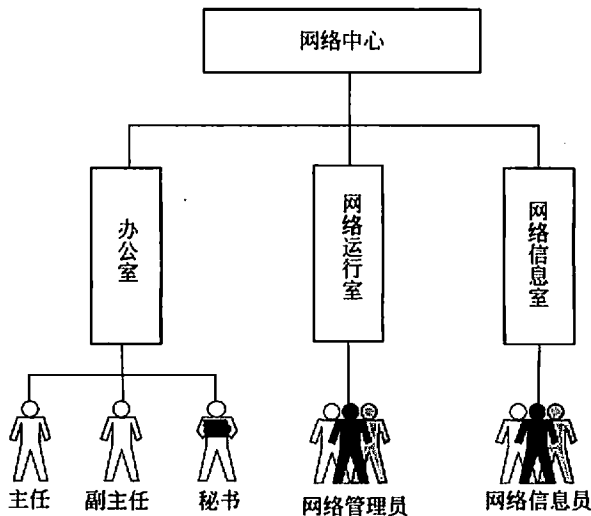 网络中心
办公室
网络运行室
网络信息室
主任
副主任
秘书
网络管理员
网络信息员